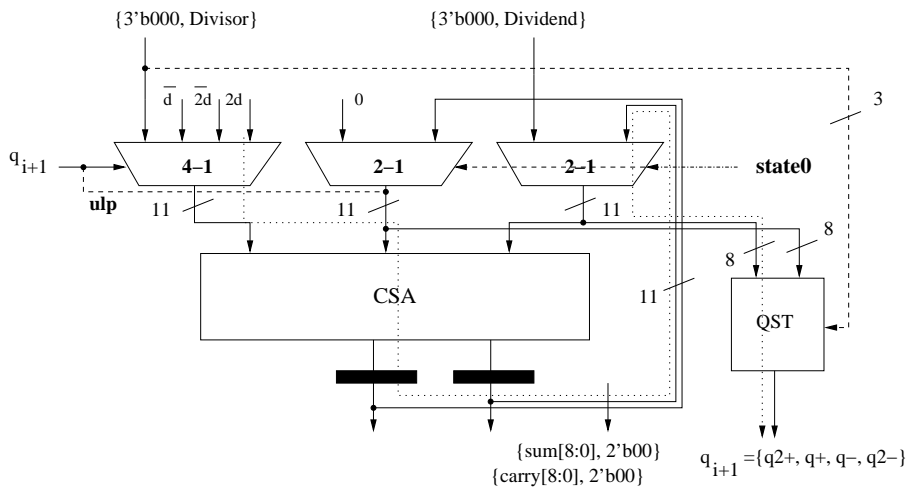 {3'b000, Divisor}
{3'b000, Dividend}
d̅ 2̅d 2d
0
3
q i+1
4–1
2–1
2–1
state0
ulp
11
11
11
8
8
CSA
11
QST
{sum[8:0], 2'b00}
{carry[8:0], 2'b00}
q i+1 ={q2+, q+, q−, q2−}